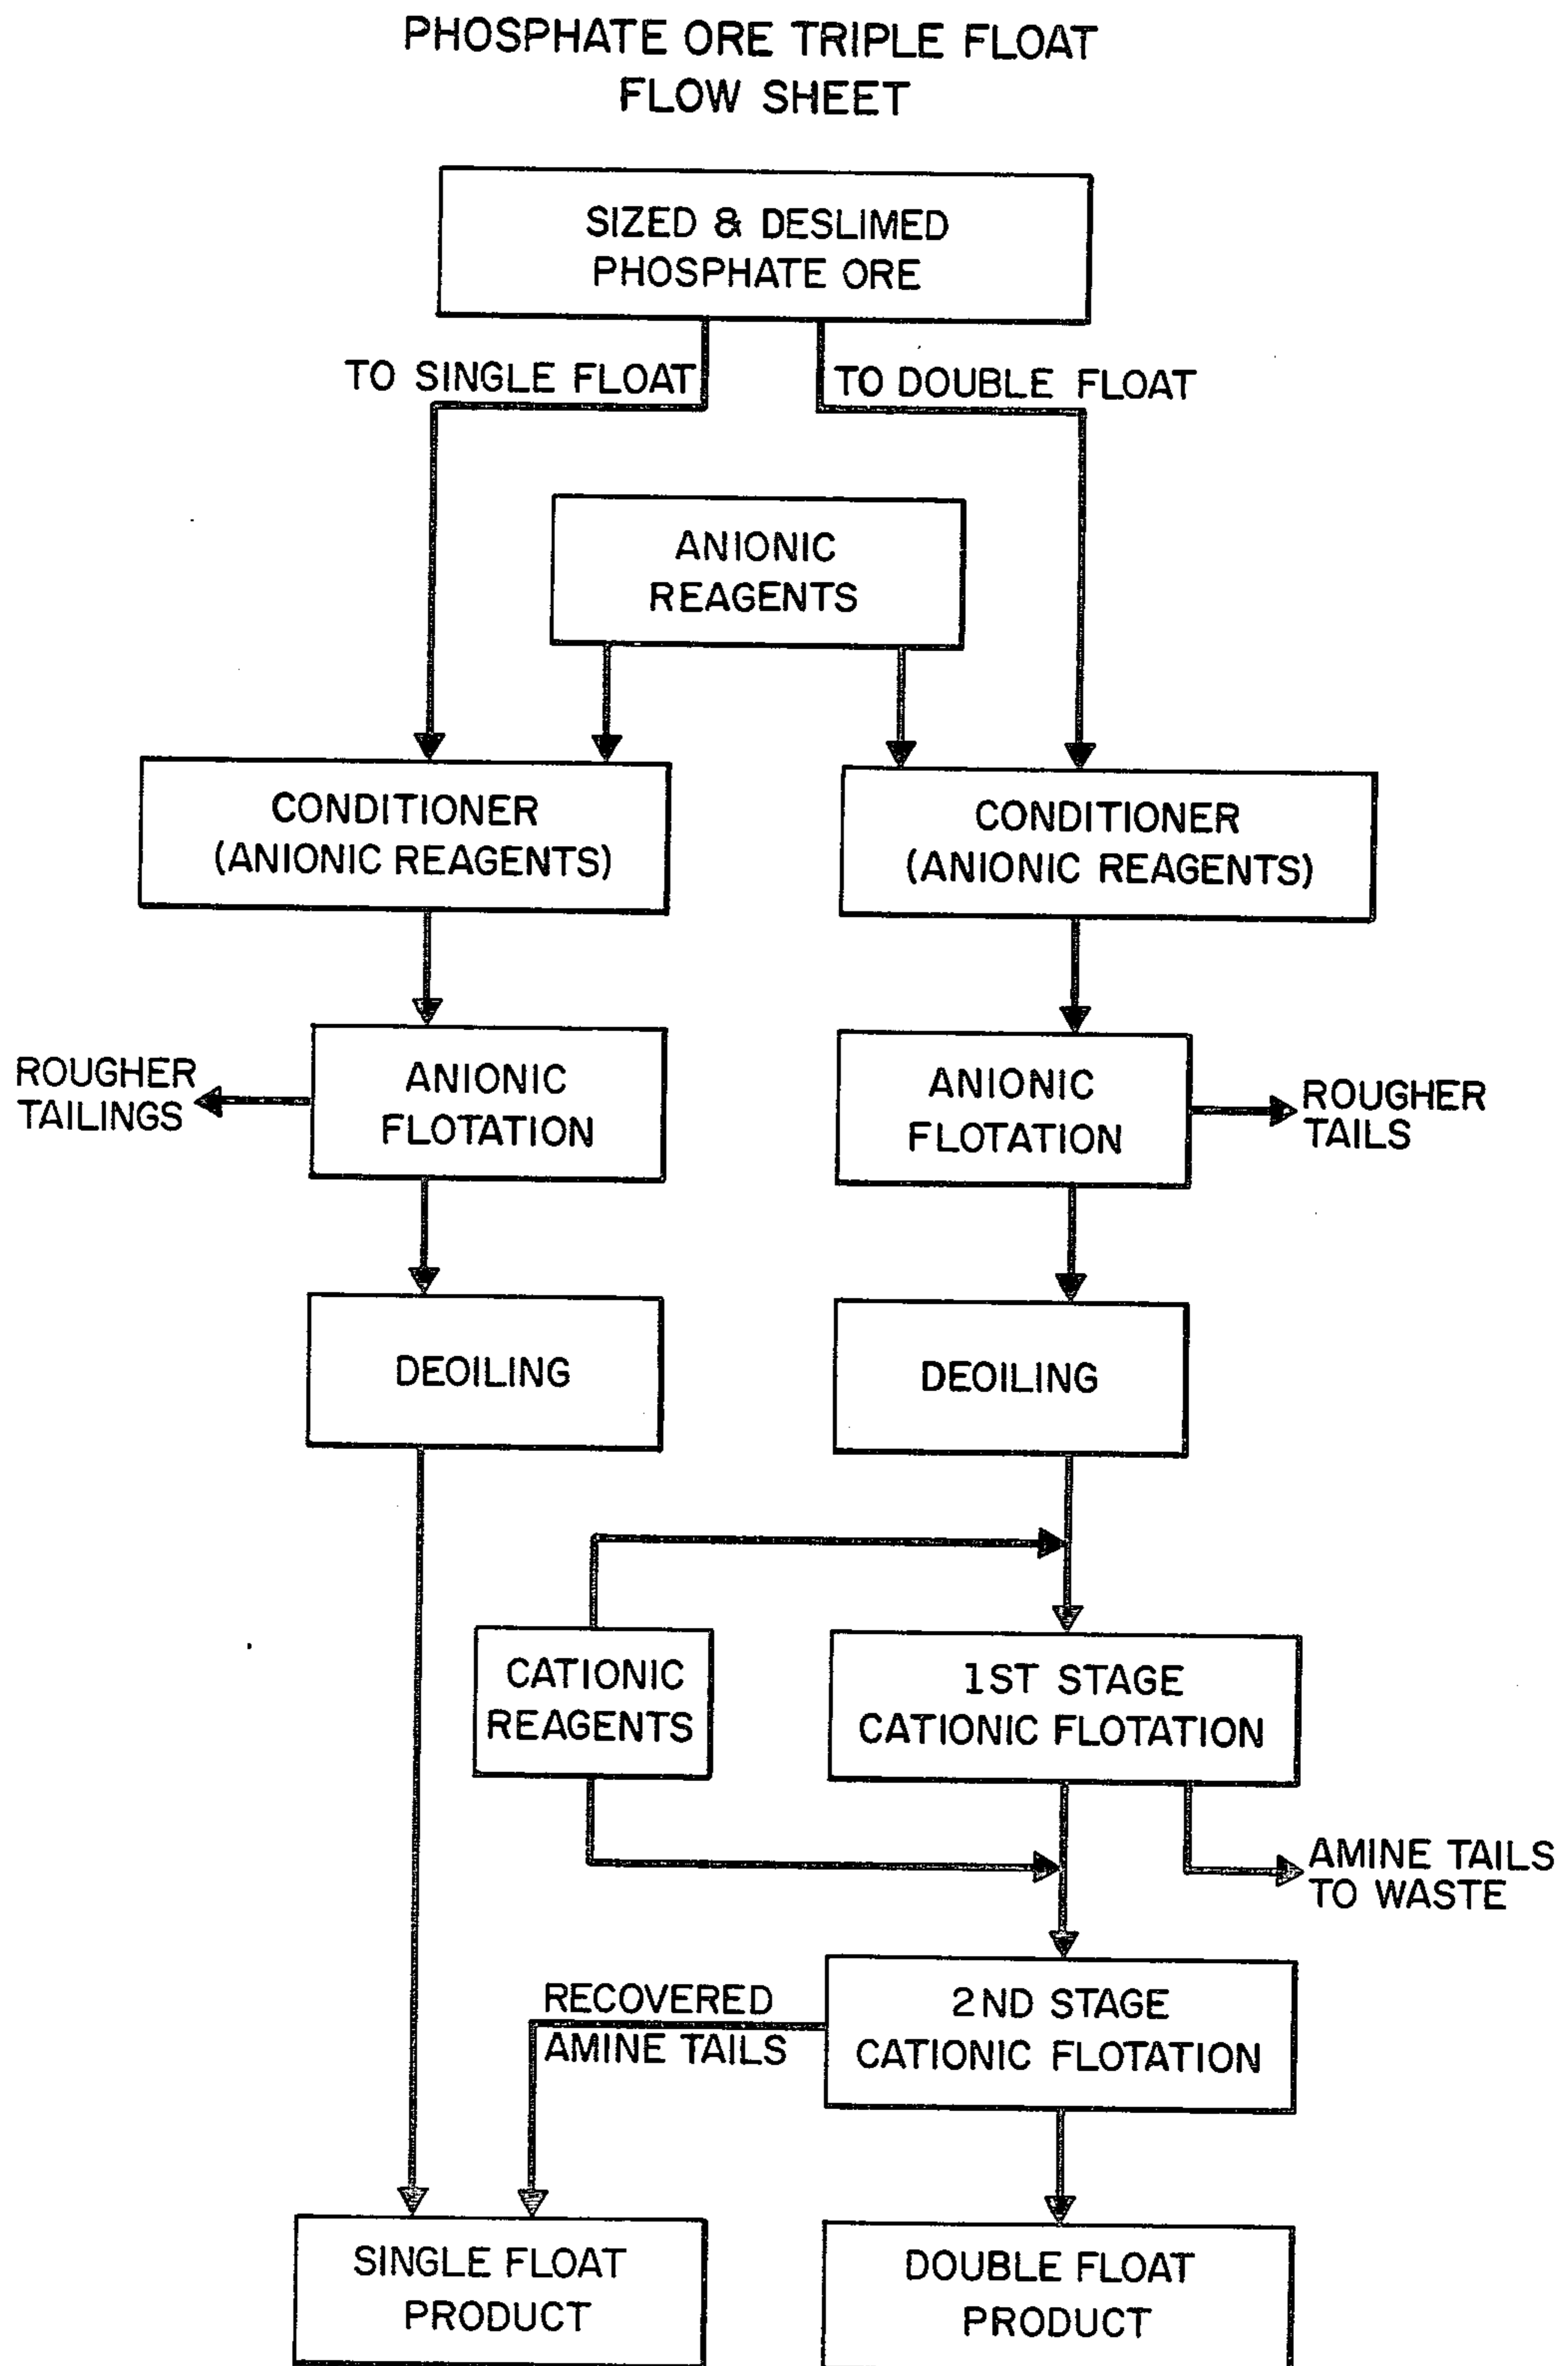 PHOSPHATE ORE TRIPLE FLOAT
FLOW SHEET
SIZED & DESLIMED
PHOSPHATE ORE
TO SINGLE FLOAT
TO DOUBLE FLOAT
ANIONIC
REAGENTS
CONDITIONER
(ANIONIC REAGENTS)
CONDITIONER
(ANIONIC REAGENTS)
ROUGHER
TAILINGS
ANIONIC
FLOTATION
ANIONIC
FLOTATION
ROUGHER
TAILS
DEOILING
DEOILING
CATIONIC
REAGENTS
1ST STAGE
CATIONIC FLOTATION
AMINE TAILS
TO WASTE
RECOVERED
AMINE TAILS
2ND STAGE
CATIONIC FLOTATION
SINGLE FLOAT
PRODUCT
DOUBLE FLOAT
PRODUCT